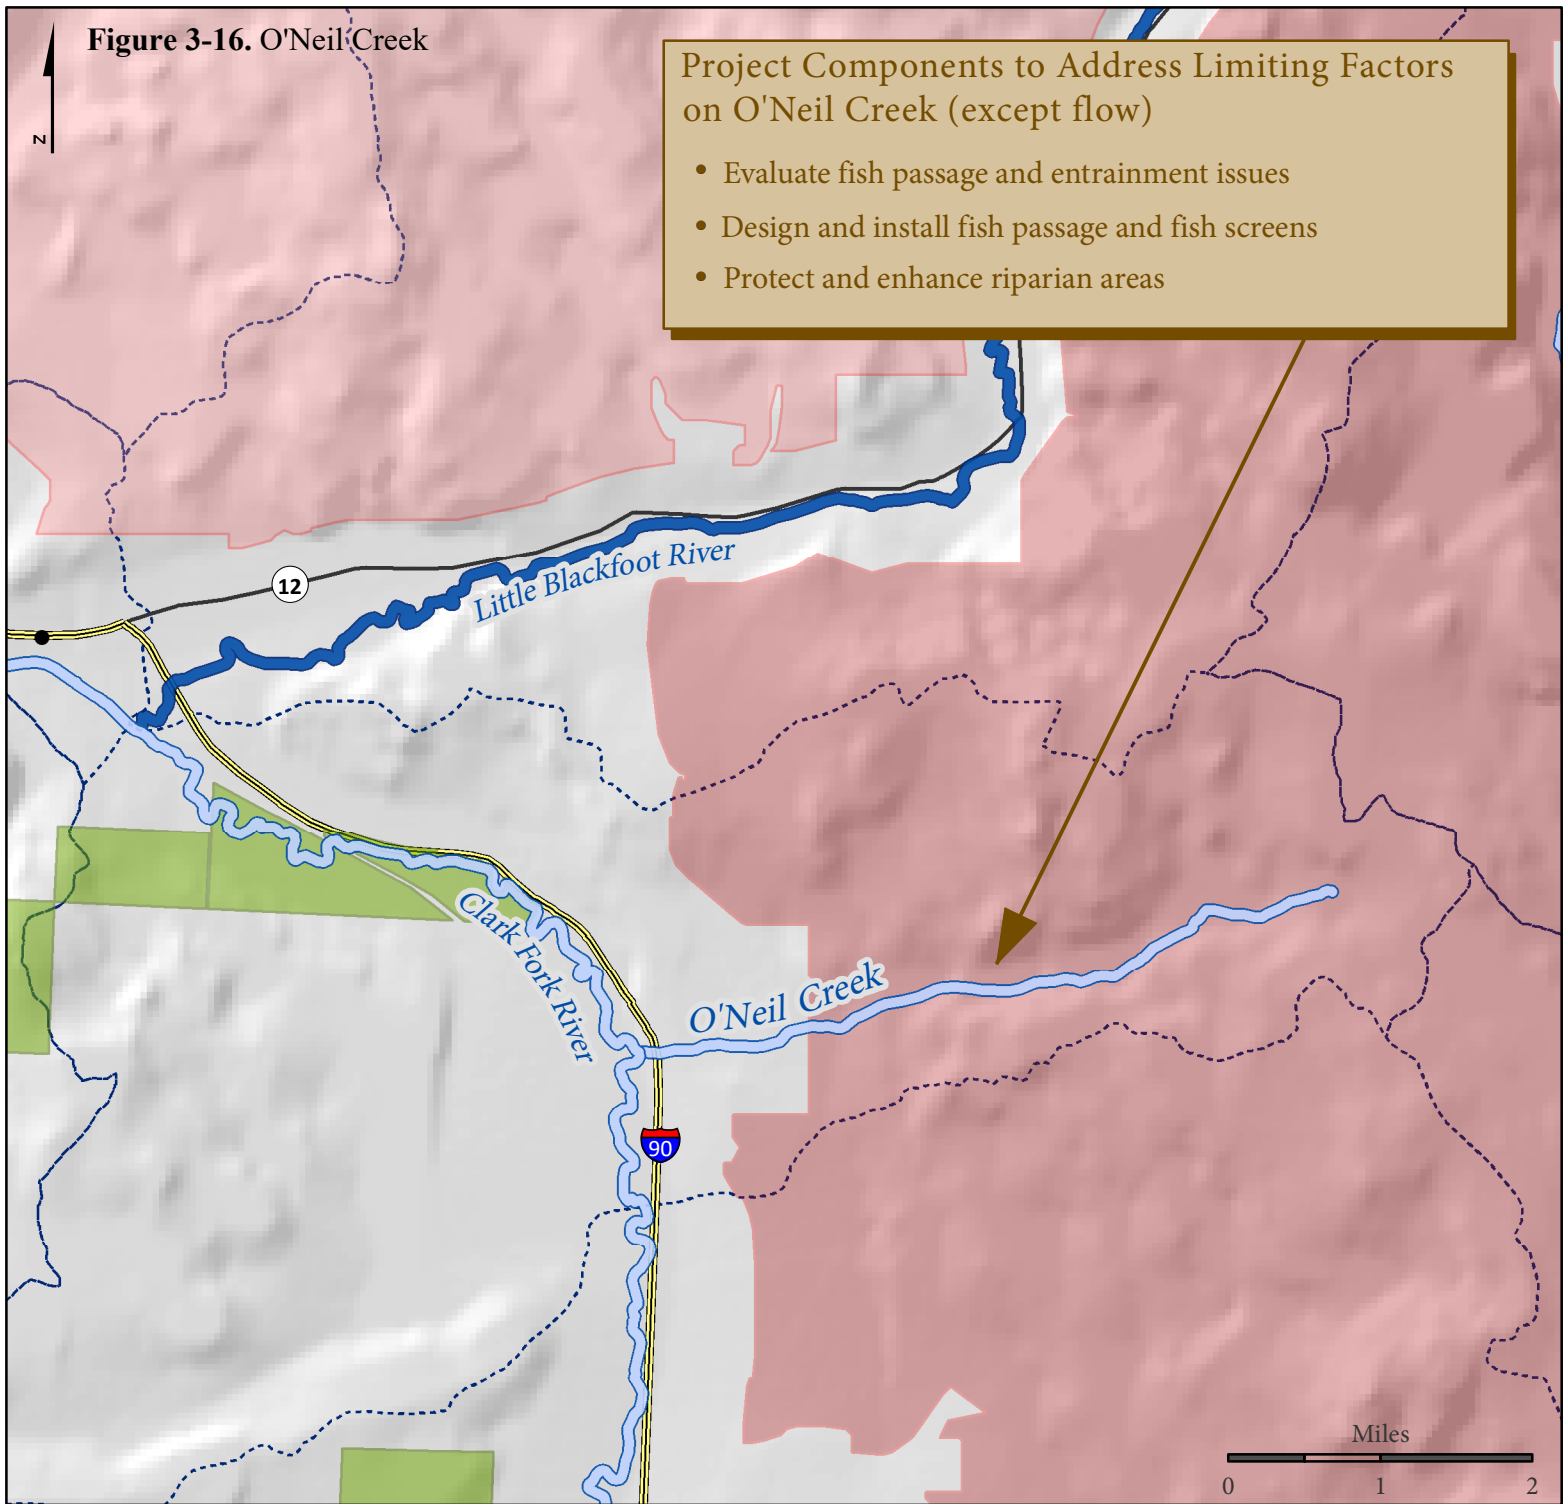 Figure 3-16. O'Neil Creek
N
Project Components to Address Limiting Factors
on O'Neil Creek (except flow)
• Evaluate fish passage and entrainment issues
• Design and install fish passage and fish screens
• Protect and enhance riparian areas
Little Blackfoot River
12
Clark Fork River
O'Neil Creek
90
Miles
0 1 2